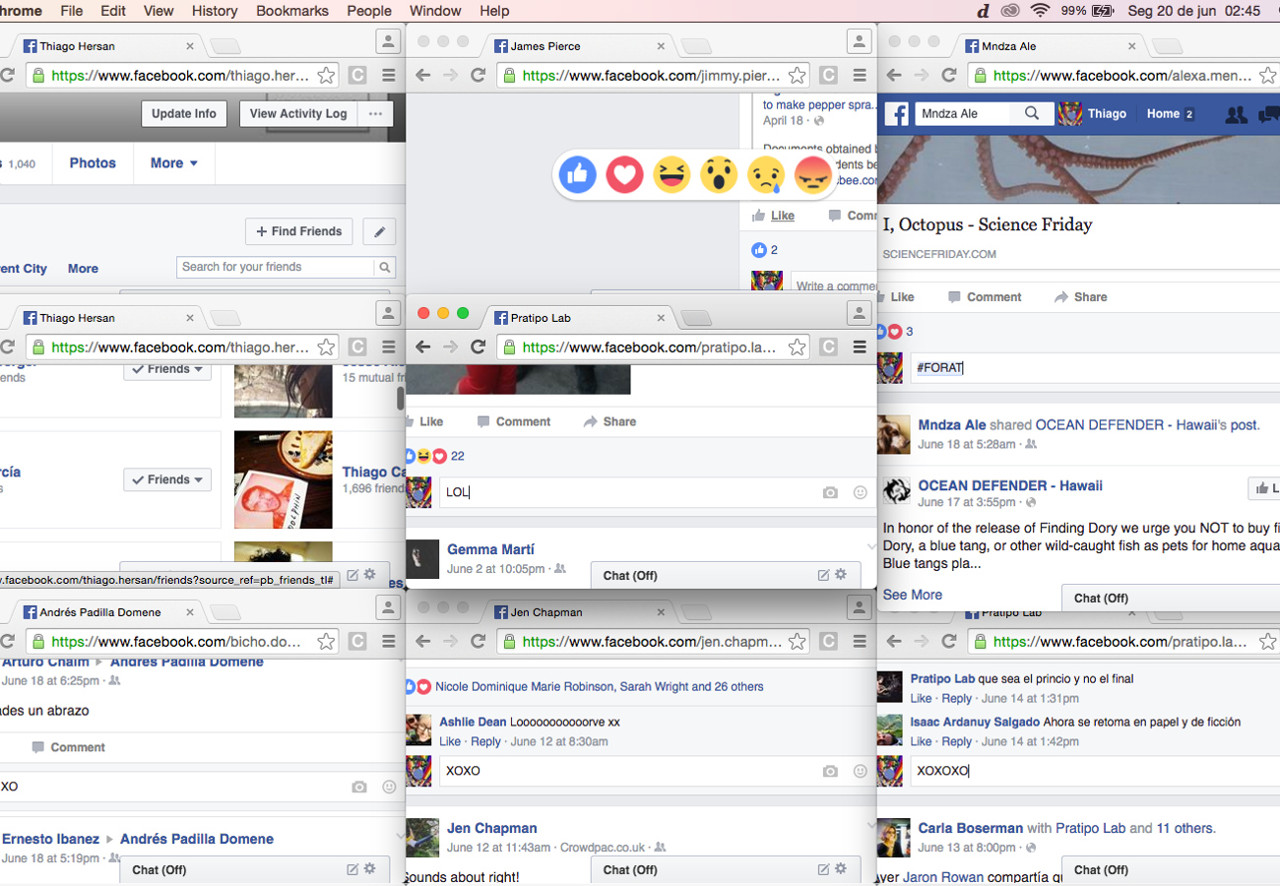 hrome File Edit View History Bookmarks People Window Help 99% Seg 20 de jun 02:45
Thiago Hersan
https://www.facebook.com/thiago.her...
Update Info View Activity Log ...
1,040 Photos More
+ Find Friends
ent City More Search for your friends
James Pierce
https://www.facebook.com/jimmy.pier...
to make pepper spra...
April 18 ·
Documents obtained b
dents be
bee.com
Like Comm
2
Write a comme
Mndza Ale
https://www.facebook.com/alexa.men...
Mndza Ale Thiago Home 2
I, Octopus - Science Friday
SCIENCEFRIDAY.COM
Like Comment Share
3
#FORAT
Mndza Ale shared OCEAN DEFENDER - Hawaii's post.
June 18 at 5:28am ·
OCEAN DEFENDER - Hawaii
June 17 at 3:55pm ·
L
In honor of the release of Finding Dory we urge you NOT to buy fi
Dory, a blue tang, or other wild-caught fish as pets for home aqua
Blue tangs pla...
See More
Chat (Off)
Thiago Hersan
https://www.facebook.com/thiago.her...
ends Friends 15 mutual fr
rcía
s Friends Thiago Ca
1,696 friend
DOLPHIN
w.facebook.com/thiago.hersan/friends?source_ref=pb_friends_tl#
es
Pratipo Lab
https://www.facebook.com/pratipo.la...
Like Comment Share
22
LOL
Gemma Martí
June 2 at 10:05pm ·
Chat (Off)
Andrés Padilla Domene
https://www.facebook.com/bicho.do...
Arturo Chaim ▸ Andrés Padilla Domene
June 18 at 6:25pm ·
ades un abrazo
Comment
XO
Ernesto Ibanez ▸ Andrés Padilla Domene
June 18 at 5:19pm ·
Chat (Off)
Jen Chapman
https://www.facebook.com/jen.chapm...
Nicole Dominique Marie Robinson, Sarah Wright and 26 others
Ashlie Dean Looooooooooorve xx
Like · Reply · June 12 at 8:30am
XOXO
Jen Chapman
June 12 at 11:43am · Crowdpac.co.uk ·
Sounds about right!
Chat (Off)
Pratipo Lab
https://www.facebook.com/pratipo.la...
Pratipo Lab que sea el princio y no el final
Like · Reply · June 14 at 1:31pm
Isaac Ardanuy Salgado Ahora se retoma en papel y de ficción
Like · Reply · June 14 at 1:42pm
XOXOXO
Carla Boserman with Pratipo Lab and 11 others.
June 13 at 8:00pm ·
Ayer Jaron Rowan compartía qu
Chat (Off)